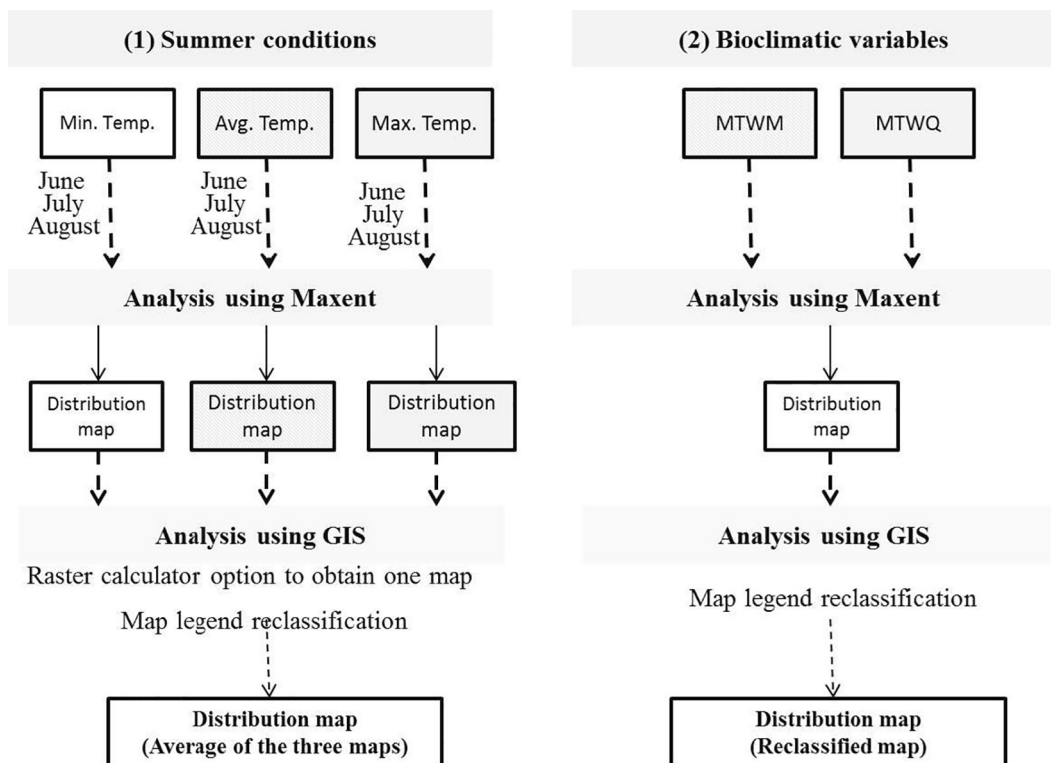 (1) Summer conditions
Min. Temp.
Avg. Temp.
Max. Temp.
June
July
August
June
July
August
June
July
August
Analysis using Maxent
Distribution
map
Distribution
map
Distribution
map
Analysis using GIS
Raster calculator option to obtain one map
Map legend reclassification
Distribution map
(Average of the three maps)
(2) Bioclimatic variables
MTWM
MTWQ
Analysis using Maxent
Distribution
map
Analysis using GIS
Map legend reclassification
Distribution map
(Reclassified map)